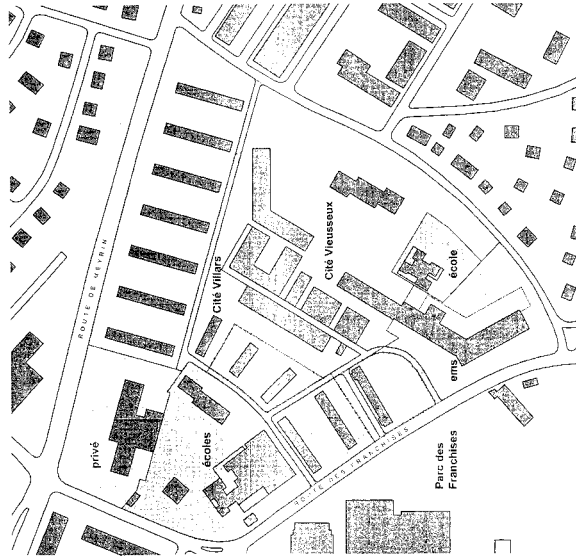 ROUTE DE MEYRIN
Cité Villars
Cité Vieusseux
école
privé
écoles
ems
ROUTE DES FRANCHISES
Parc des
Franchises